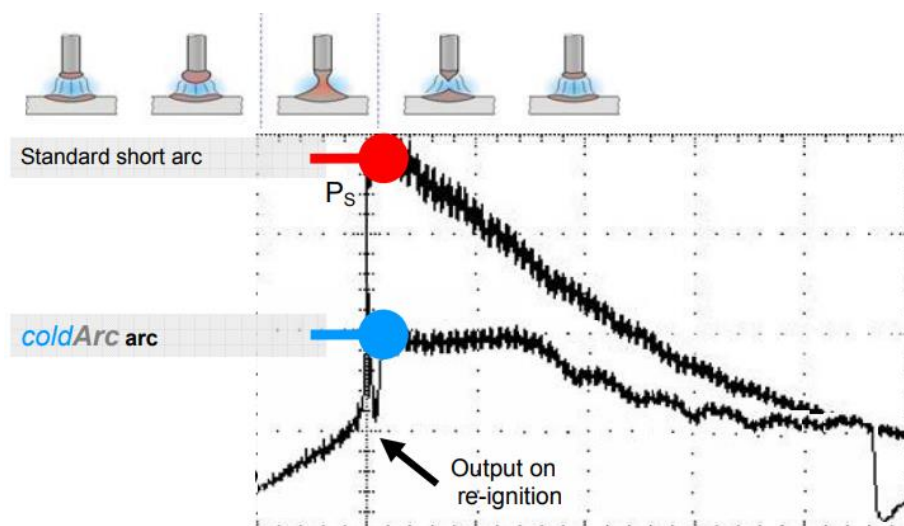 Standard short arc
PS
coldArc arc
Output on
re-ignition